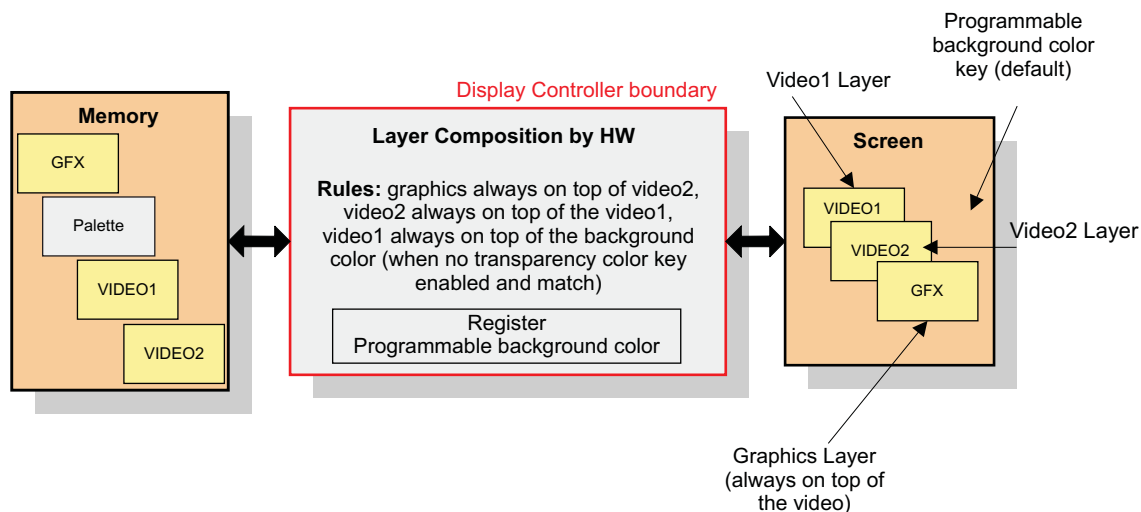 Display Controller boundary
Memory
GFX
Palette
VIDEO1
VIDEO2
Layer Composition by HW
Rules: graphics always on top of video2,
video2 always on top of the video1,
video1 always on top of the background
color (when no transparency color key
enabled and match)
Register
Programmable background color
Video1 Layer
Programmable
background color
key (default)
Screen
VIDEO1
VIDEO2
GFX
Video2 Layer
Graphics Layer
(always on top of
the video)